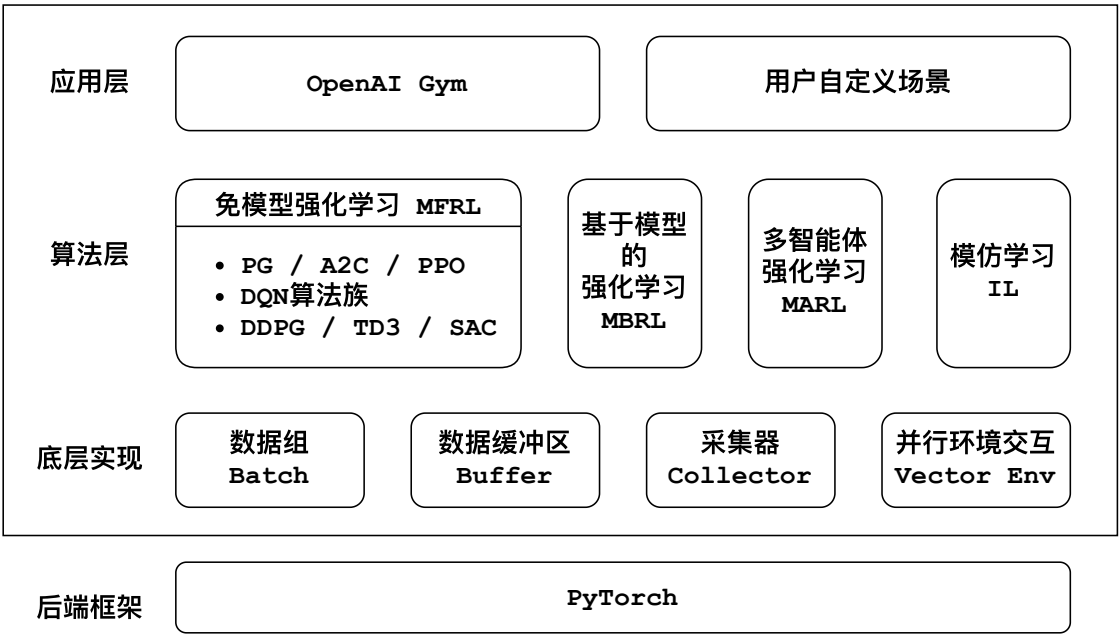 应用层
OpenAI Gym
用户自定义场景
算法层
免模型强化学习 MFRL
• PG / A2C / PPO
• DQN算法族
• DDPG / TD3 / SAC
基于模型
的
强化学习
MBRL
多智能体
强化学习
MARL
模仿学习
IL
底层实现
数据组
Batch
数据缓冲区
Buffer
采集器
Collector
并行环境交互
Vector Env
后端框架
PyTorch